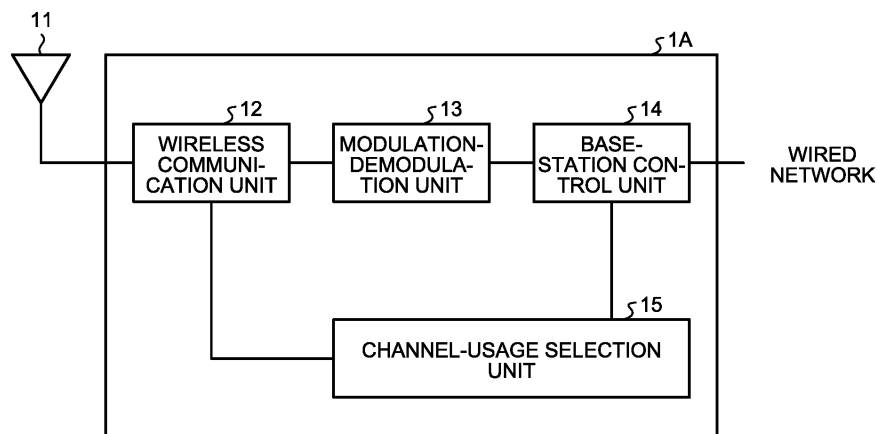 11
1A
12
WIRELESS
COMMUNI-
CATION UNIT
13
MODULATION-
DEMODULA-
TION UNIT
14
BASE-
STATION CON-
TROL UNIT
WIRED
NETWORK
15
CHANNEL-USAGE SELECTION
UNIT